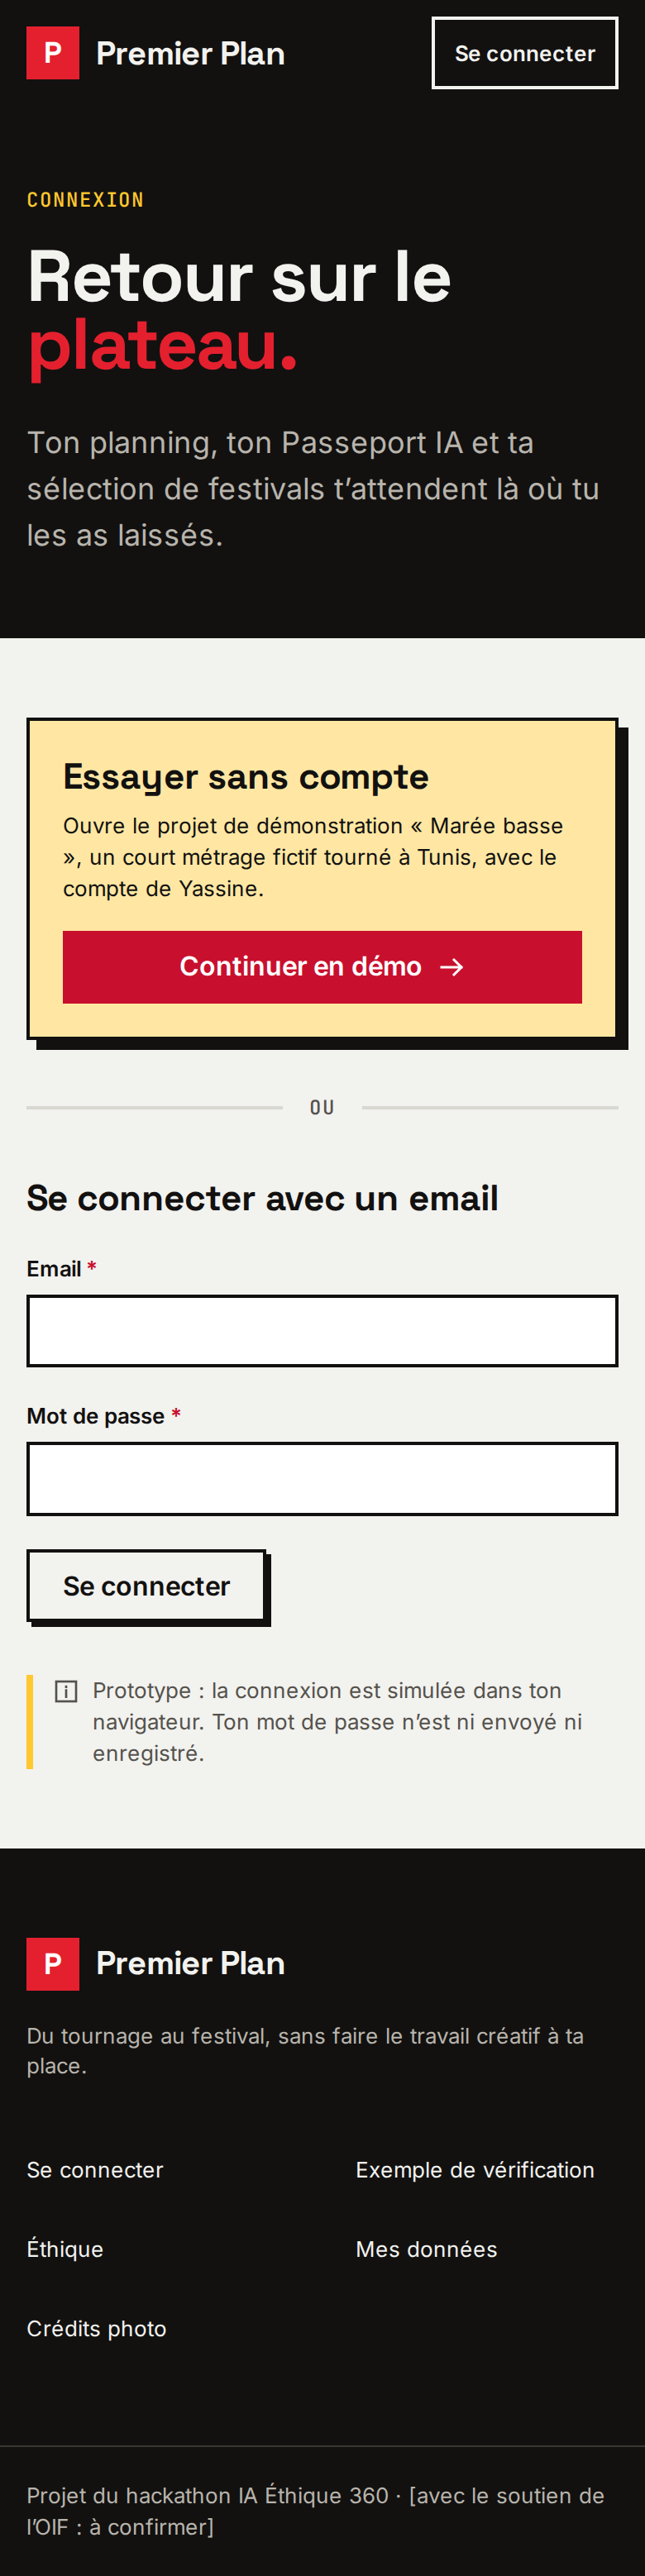 P Premier Plan
Se connecter
CONNEXION
Retour sur le
plateau.
Ton planning, ton Passeport IA et ta
sélection de festivals t’attendent là où tu
les as laissés.
Essayer sans compte
Ouvre le projet de démonstration « Marée basse
», un court métrage fictif tourné à Tunis, avec le
compte de Yassine.
Continuer en démo →
OU
Se connecter avec un email
Email *
Mot de passe *
Se connecter
Prototype : la connexion est simulée dans ton
navigateur. Ton mot de passe n’est ni envoyé ni
enregistré.
P Premier Plan
Du tournage au festival, sans faire le travail créatif à ta
place.
Se connecter
Exemple de vérification
Éthique
Mes données
Crédits photo
Projet du hackathon IA Éthique 360 · [avec le soutien de
l’OIF : à confirmer]